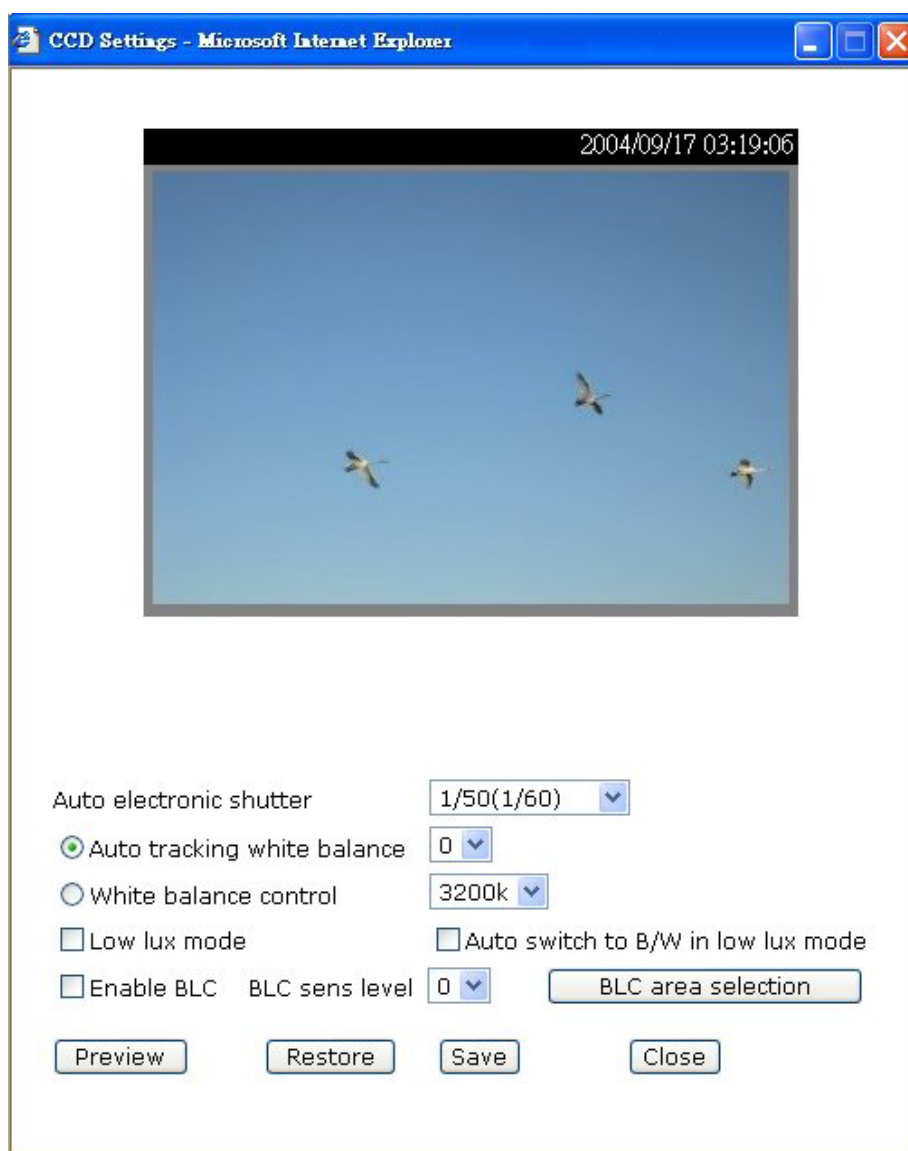 CCD Settings - Microsoft Internet Explorer
2004/09/17 03:19:06
Auto electronic shutter 1/50(1/60)
Auto tracking white balance 0
White balance control 3200k
Low lux mode Auto switch to B/W in low lux mode
Enable BLC BLC sens level 0 BLC area selection
Preview Restore Save Close